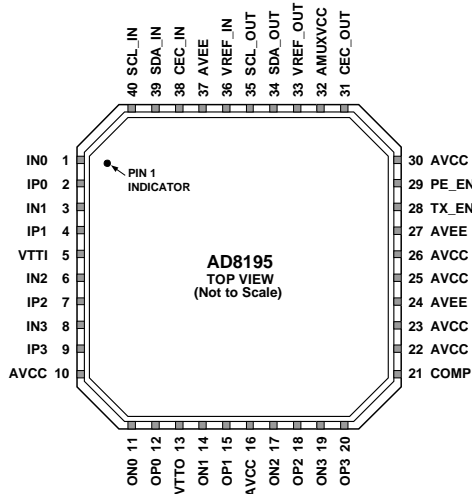 40 SCL_IN
39 SDA_IN
38 CEC_IN
37 AVEE
36 VREF_IN
35 SCL_OUT
34 SDA_OUT
33 VREF_OUT
32 AMUXVCC
31 CEC_OUT
IN0 1
IP0 2
IN1 3
IP1 4
VTTI 5
IN2 6
IP2 7
IN3 8
IP3 9
AVCC 10
PIN 1
INDICATOR
AD8195
TOP VIEW
(Not to Scale)
30 AVCC
29 PE_EN
28 TX_EN
27 AVEE
26 AVCC
25 AVCC
24 AVEE
23 AVCC
22 AVCC
21 COMP
ON0 11
OP0 12
VTTO 13
ON1 14
OP1 15
AVCC 16
ON2 17
OP2 18
ON3 19
OP3 20